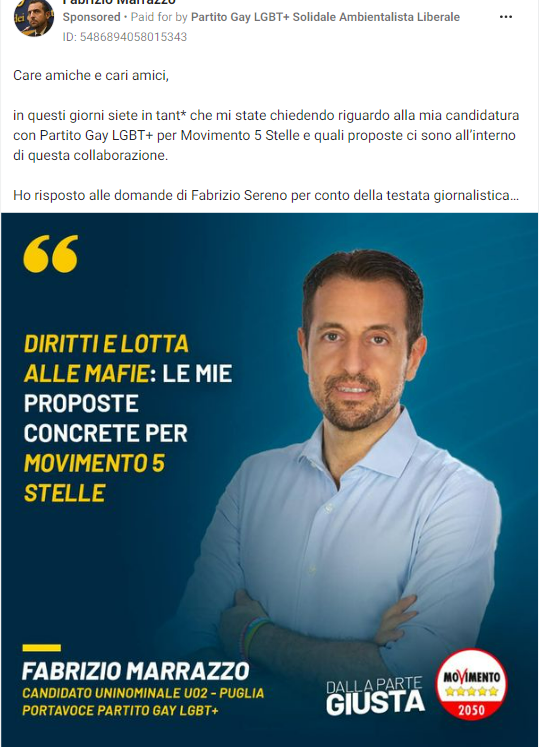 Fabrizio Marrazzo
Sponsored • Paid for by Partito Gay LGBT+ Solidale Ambientalista Liberale
ID: 5486894058015343
Care amiche e cari amici,
in questi giorni siete in tant* che mi state chiedendo riguardo alla mia candidatura
con Partito Gay LGBT+ per Movimento 5 Stelle e quali proposte ci sono all'interno
di questa collaborazione.
Ho risposto alle domande di Fabrizio Sereno per conto della testata giornalistica...
DIRITTI E LOTTA
ALLE MAFIE: LE MIE
PROPOSTE
CONCRETE PER
MOVIMENTO 5
STELLE
FABRIZIO MARRAZZO
CANDIDATO UNINOMINALE U02 - PUGLIA
PORTAVOCE PARTITO GAY LGBT+
DALLA PARTE
GIUSTA
MOVIMENTO
2050